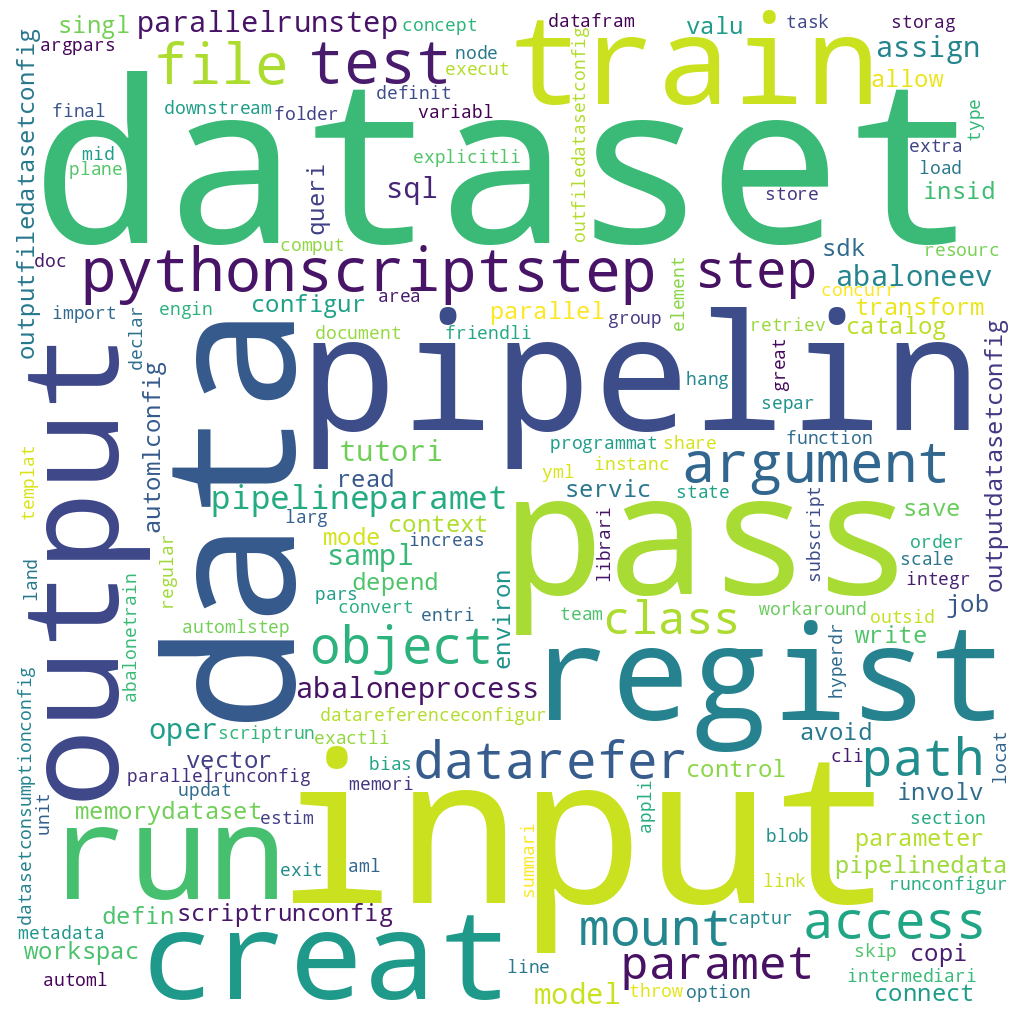 singl
parallelrunstep
concept
datafram
valu
task
storag
argpars
file
test
node
execut
train
assign
allow
final
downstream
folder
definit
variabl
type
outputfiledatasetconfig
mid
plane
dataset
explicitli
outfiledatasetconfig
extra
load
queri
sql
store
insid
doc
comput
pythonscriptstep
step
sdk
resourc
abaloneev
element
area
concurr
import
engin
configur
parallel
group
transform
declar
document
friendli
retriev
catalog
output
data
pipelin
great
hang
separ
automlconfig
outputdatasetconfig
tutori
programmat
share
function
templat
read
yml
instanc
argument
pipelineparamet
servic
state
larg
context
pass
subscript
save
mode
increas
librari
order
land
regular
sampl
scale
depend
integr
pars
convert
entri
environ
team
class
workaround
outsid
job
abalonetrain
automlstep
object
write
hyperdr
regist
abaloneprocess
datareferenceconfigur
oper
scriptrun
exactli
avoid
vector
bias
datarefer
control
cli
path
locat
datasetconsumptionconfig
unit
parallelrunconfig
updat
memori
input
involv
memorydataset
estim
appli
section
run
summari
blob
parameter
exit
aml
link
pipelinedata
runconfigur
defin
scriptrunconfig
creat
mount
captur
access
metadata
workspac
paramet
skip
copi
automl
line
model
throw
option
intermediari
connect